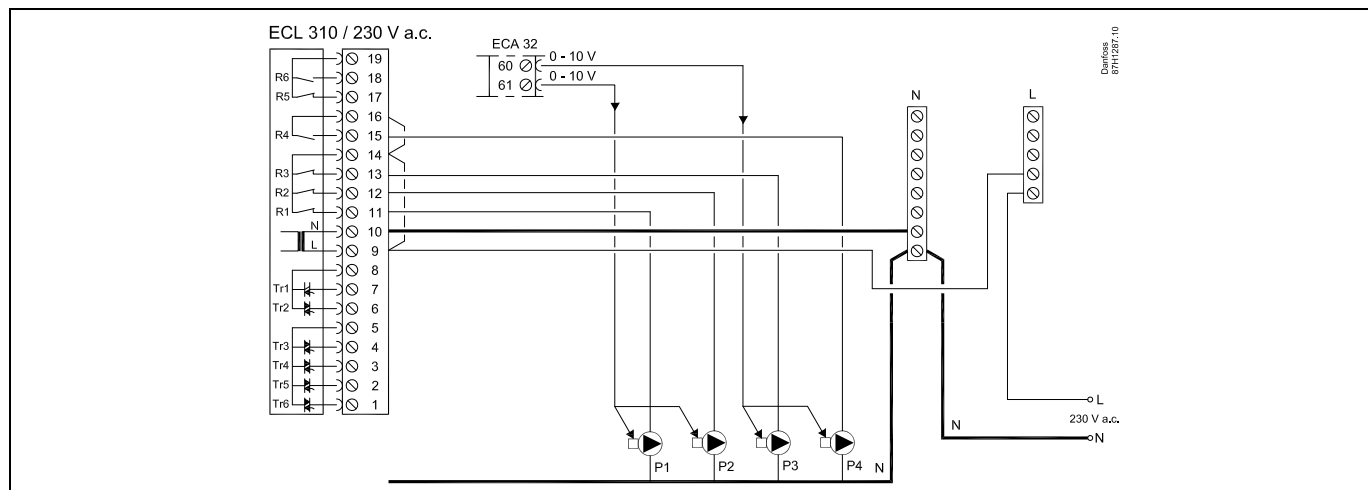 ECL 310 / 230 V a.c.
ECA 32
60 0 - 10 V
61 0 - 10 V
Danfoss
87H1287.10
N
L
19
R6 18
R5 17
16
R4 15
14
R3 13
R2 12
R1 11
N 10
L 9
8
Tr1 7
Tr2 6
5
Tr3 4
Tr4 3
Tr5 2
Tr6 1
L
230 V a.c.
N
N
P1
P2
P3
P4
N